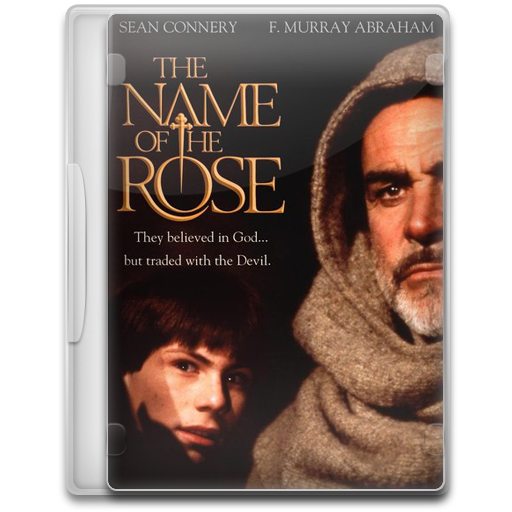 SEAN CONNERY F. MURRAY ABRAHAM
THE
NAME
OF THE
ROSE
They believed in God...
but traded with the Devil.